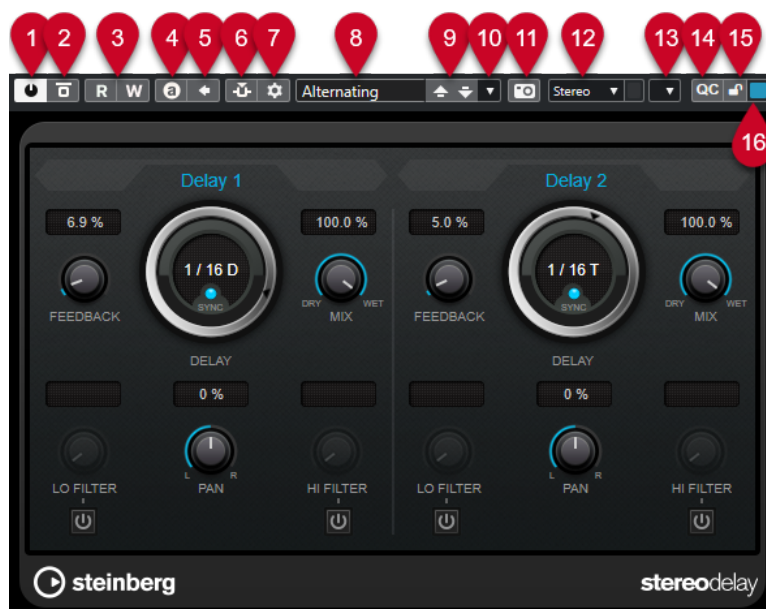 1 2 3 4 5 6 7 8 9 10 11 12 13 14 15
R W a Alternating Stereo QC
16
Delay 1 Delay 2
6.9 % 100.0 % 5.0 % 100.0 %
1 / 16 D 1 / 16 T
SYNC SYNC
DRY WET DRY WET
FEEDBACK MIX FEEDBACK MIX
DELAY DELAY
0 % 0 %
L R L R
LO FILTER PAN HI FILTER LO FILTER PAN HI FILTER
steinberg stereodelay